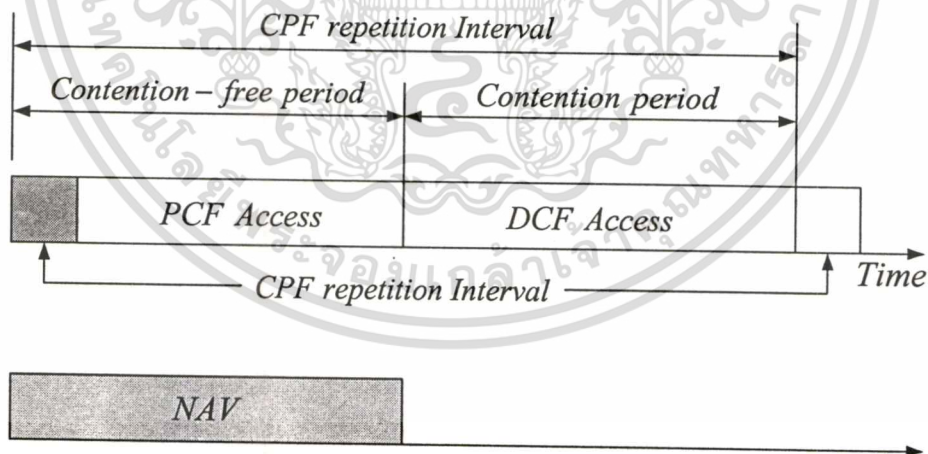 CPF repetition Interval
Contention – free period
Contention period
PCF Access
DCF Access
Time
CPF repetition Interval
NAV